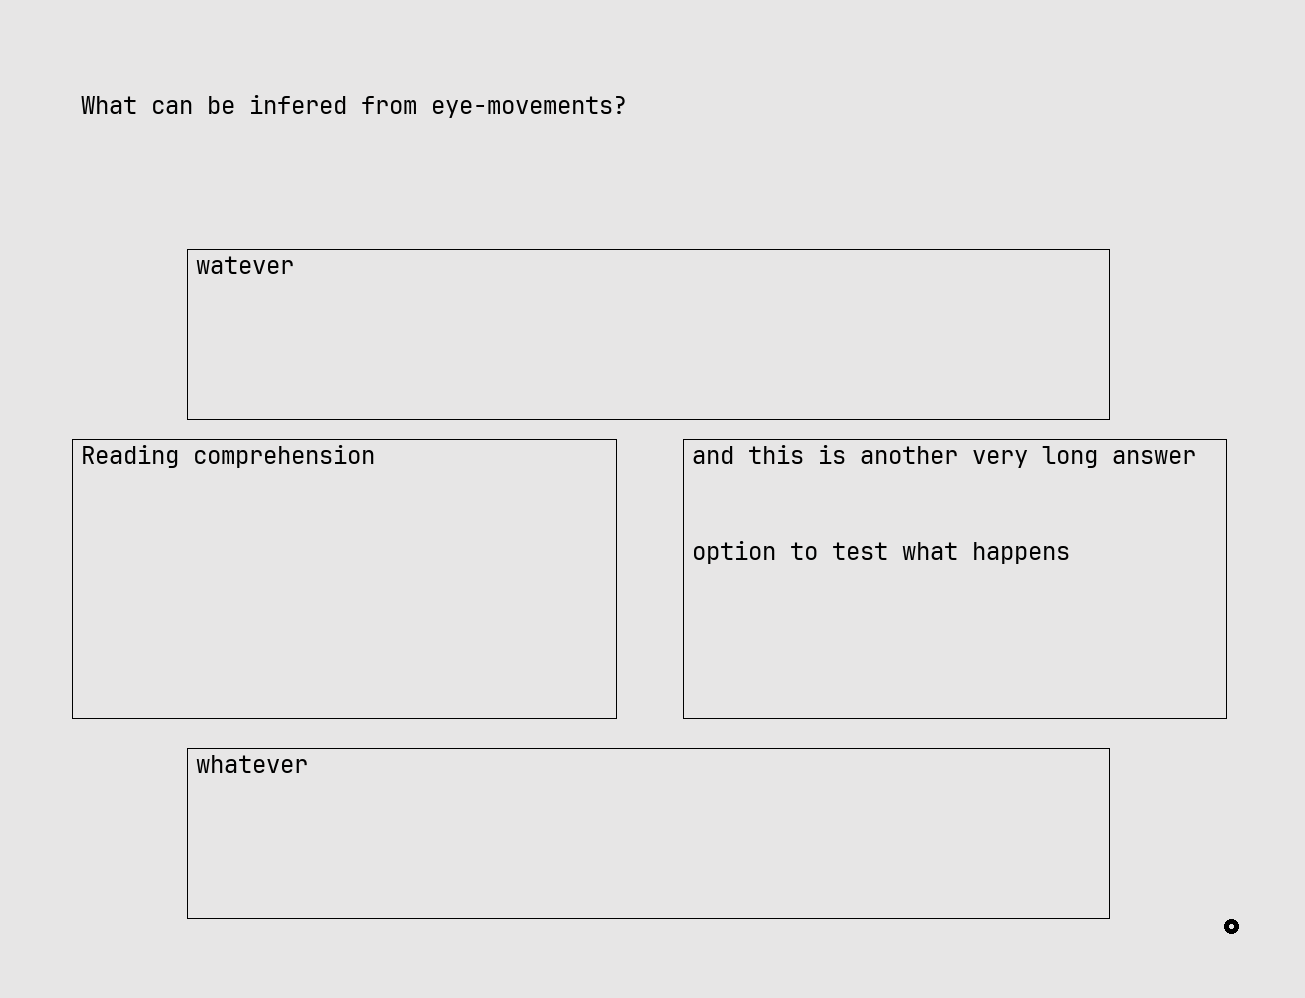 What can be infered from eye-movements?
watever
Reading comprehension
and this is another very long answer
option to test what happens
whatever